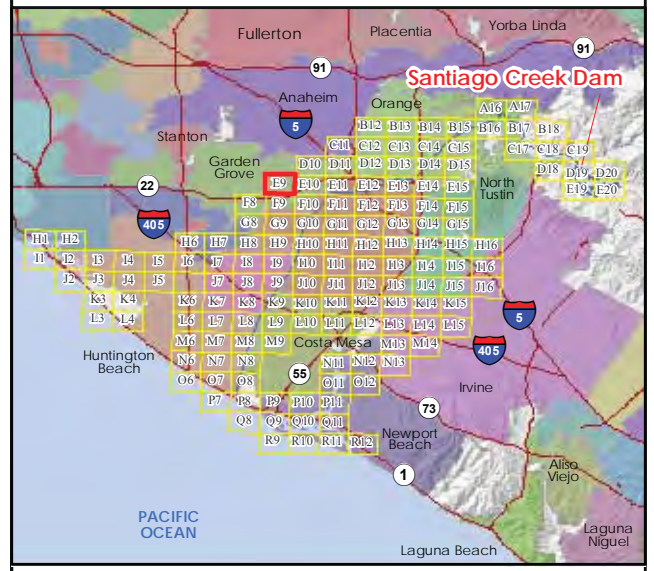 Yorba Linda
Fullerton
Placentia
91
91
Santiago Creek Dam
Anaheim
Orange
A16 A17
5
B12 B13 B14 B15 B16 B17 B18
Stanton
C11 C12 C13 C14 C15 C17 C18 C19
Garden
Grove
D10 D11 D12 D13 D14 D15 D18 D19 D20
E9 E10 E11 E12 E13 E14 E15 E19 E20
North
Tustin
22
F8 F9 F10 F11 F12 F13 F14 F15
405
G8 G9 G10 G11 G12 G13 G14 G15
H1 H2 H6 H7 H8 H9 H10 H11 H12 H13 H14 H15 H16
I1 I2 I3 I4 I5 I6 I7 I8 I9 I10 I11 I12 I13 I14 I15 I16
J2 J3 J4 J5 J7 J8 J9 J10 J11 J12 J13 J14 J15 J16
K3 K4 K6 K7 K8 K9 K10 K11 K12 K13 K14 K15
5
L3 L4 L6 L7 L8 L9 L10 L11 L12 L13 L14 L15
M6 M7 M8 M9 Costa Mesa M13 M14
405
Huntington
Beach
N6 N7 N8 N11 N12 N13
55
O6 O7 O8 O11 O12
Irvine
P7 P8 P9 P10 P11
73
Q8 Q9 Q10 Q11
Newport
Beach
R9 R10 R11 R12
1
Aliso
Viejo
PACIFIC
OCEAN
Laguna
Niguel
Laguna Beach